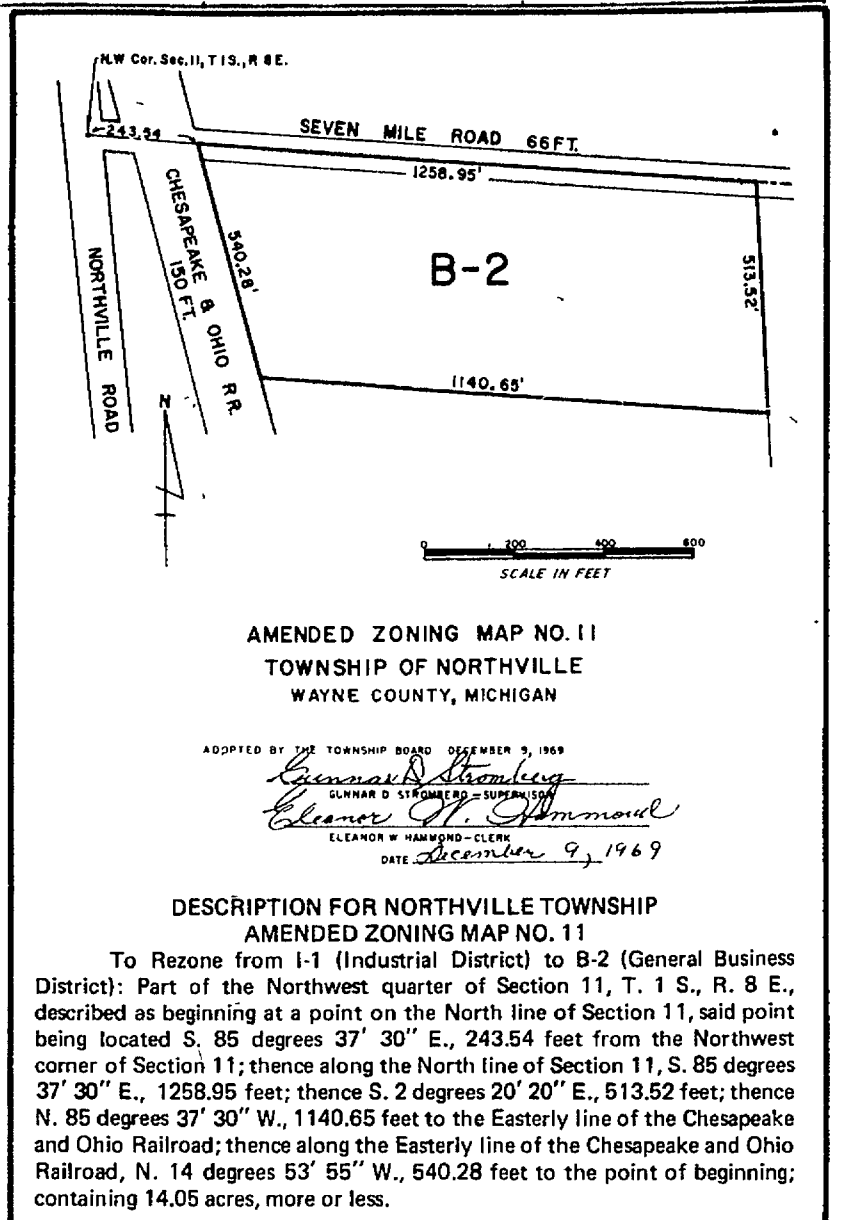 N.W Cor. Sec. 11, T 1 S., R 8 E.
243.54
SEVEN MILE ROAD 66 FT.
1258.95'
CHESAPEAKE & OHIO R R.
150 FT.
540.28'
B-2
513.52'
NORTHVILLE ROAD
1140.65'
N
0 200 400 600
SCALE IN FEET
AMENDED ZONING MAP NO. 11
TOWNSHIP OF NORTHVILLE
WAYNE COUNTY, MICHIGAN
ADOPTED BY THE TOWNSHIP BOARD DECEMBER 9, 1969
Gunnar D Stromberg
GUNNAR D STROMBERG - SUPERVISOR
Eleanor W. Hammond
ELEANOR W HAMMOND - CLERK
DATE December 9, 1969
DESCRIPTION FOR NORTHVILLE TOWNSHIP
AMENDED ZONING MAP NO. 11
To Rezone from I-1 (Industrial District) to B-2 (General Business
District): Part of the Northwest quarter of Section 11, T. 1 S., R. 8 E.,
described as beginning at a point on the North line of Section 11, said point
being located S. 85 degrees 37' 30" E., 243.54 feet from the Northwest
corner of Section 11; thence along the North line of Section 11, S. 85 degrees
37' 30" E., 1258.95 feet; thence S. 2 degrees 20' 20" E., 513.52 feet; thence
N. 85 degrees 37' 30" W., 1140.65 feet to the Easterly line of the Chesapeake
and Ohio Railroad; thence along the Easterly line of the Chesapeake and Ohio
Railroad, N. 14 degrees 53' 55" W., 540.28 feet to the point of beginning;
containing 14.05 acres, more or less.